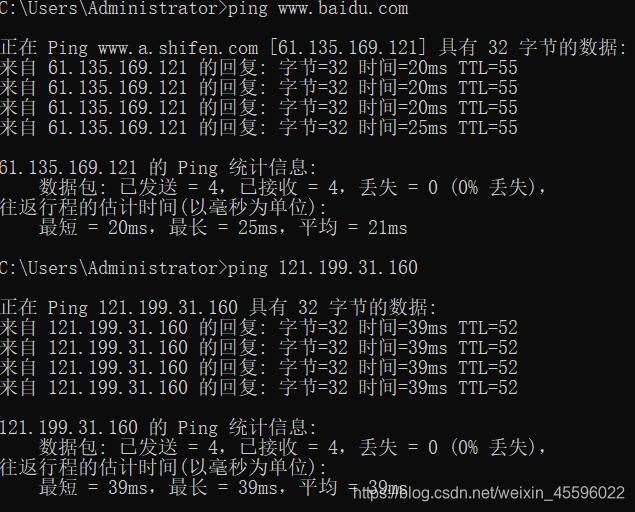 C:\Users\Administrator>ping www.baidu.com
正在 Ping www.a.shifen.com [61.135.169.121] 具有 32 字节的数据:
来自 61.135.169.121 的回复: 字节=32 时间=20ms TTL=55
来自 61.135.169.121 的回复: 字节=32 时间=20ms TTL=55
来自 61.135.169.121 的回复: 字节=32 时间=20ms TTL=55
来自 61.135.169.121 的回复: 字节=32 时间=25ms TTL=55
61.135.169.121 的 Ping 统计信息:
数据包: 已发送 = 4，已接收 = 4，丢失 = 0 (0% 丢失)，
往返行程的估计时间(以毫秒为单位):
最短 = 20ms，最长 = 25ms，平均 = 21ms
C:\Users\Administrator>ping 121.199.31.160
正在 Ping 121.199.31.160 具有 32 字节的数据:
来自 121.199.31.160 的回复: 字节=32 时间=39ms TTL=52
来自 121.199.31.160 的回复: 字节=32 时间=39ms TTL=52
来自 121.199.31.160 的回复: 字节=32 时间=39ms TTL=52
来自 121.199.31.160 的回复: 字节=32 时间=39ms TTL=52
121.199.31.160 的 Ping 统计信息:
数据包: 已发送 = 4，已接收 = 4，丢失 = 0 (0% 丢失)，
往返行程的估计时间(以毫秒为单位):
最短 = 39ms，最长 = 39ms，平均 = 39ms
https://blog.csdn.net/weixin_45596022